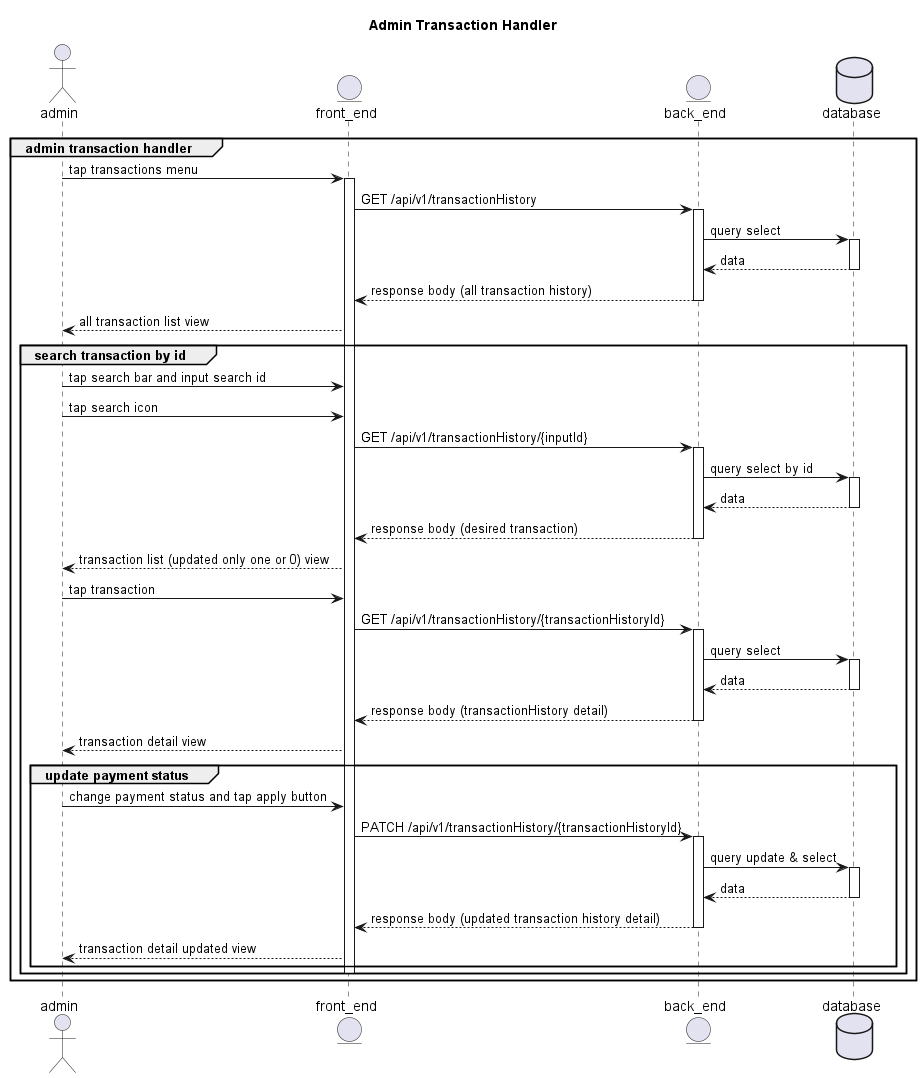 Admin Transaction Handler
admin
front_end
back_end
database
admin transaction handler
tap transactions menu
GET /api/v1/transactionHistory
query select
data
response body (all transaction history)
all transaction list view
search transaction by id
tap search bar and input search id
tap search icon
GET /api/v1/transactionHistory/{inputId}
query select by id
data
response body (desired transaction)
transaction list (updated only one or 0) view
tap transaction
GET /api/v1/transactionHistory/{transactionHistoryId}
query select
data
response body (transactionHistory detail)
transaction detail view
update payment status
change payment status and tap apply button
PATCH /api/v1/transactionHistory/{transactionHistoryId}
query update & select
data
response body (updated transaction history detail)
transaction detail updated view
admin
front_end
back_end
database